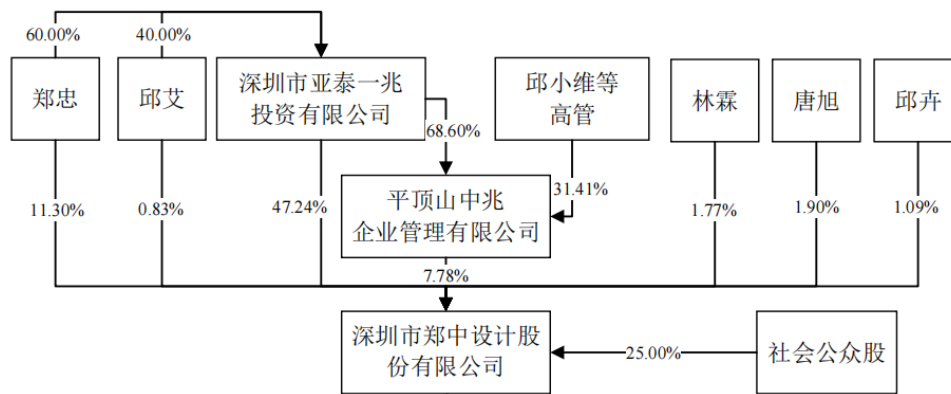 60.00%
40.00%
郑忠
邱艾
深圳市亚泰一兆
投资有限公司
邱小维等
高管
林霖
唐旭
邱卉
68.60%
11.30%
0.83%
47.24%
平顶山中兆
企业管理有限公司
31.41%
1.77%
1.90%
1.09%
7.78%
深圳市郑中设计股
份有限公司
25.00%
社会公众股